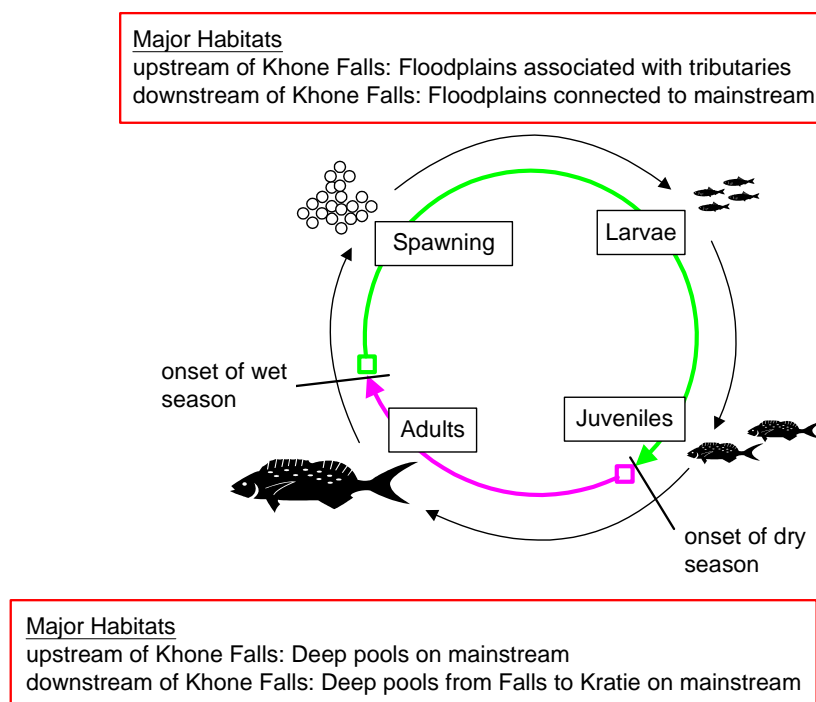 Major Habitats
upstream of Khone Falls: Floodplains associated with tributaries
downstream of Khone Falls: Floodplains connected to mainstream
Spawning
Larvae
onset of wet
season
Adults
Juveniles
onset of dry
season
Major Habitats
upstream of Khone Falls: Deep pools on mainstream
downstream of Khone Falls: Deep pools from Falls to Kratie on mainstream